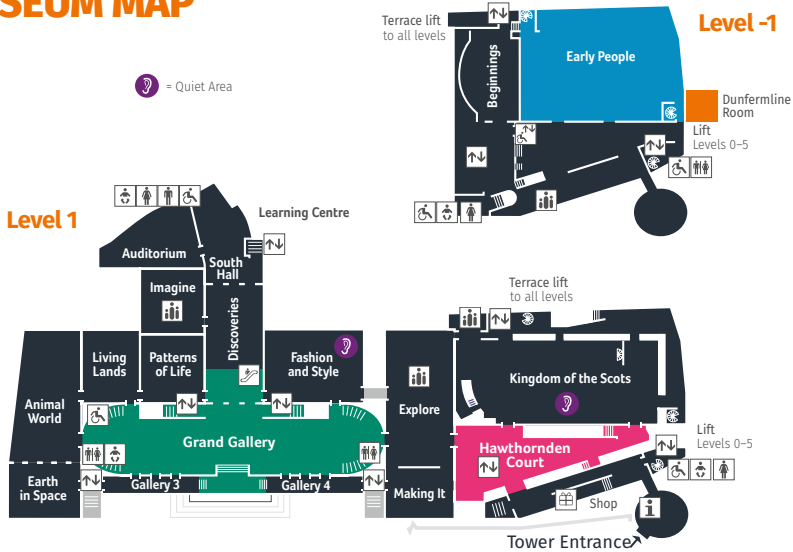 SEUM MAP
= Quiet Area
Level -1
Terrace lift
to all levels
Beginnings
Early People
Dunfermline
Room
Lift
Levels 0–5
Level 1
Learning Centre
Auditorium
South
Hall
Imagine
Discoveries
Living
Lands
Patterns
of Life
Fashion
and Style
Animal
World
Grand Gallery
Earth
in Space
Gallery 3
Gallery 4
Explore
Making It
Terrace lift
to all levels
Kingdom of the Scots
Hawthornden
Court
Lift
Levels 0–5
Shop
i
Tower Entrance